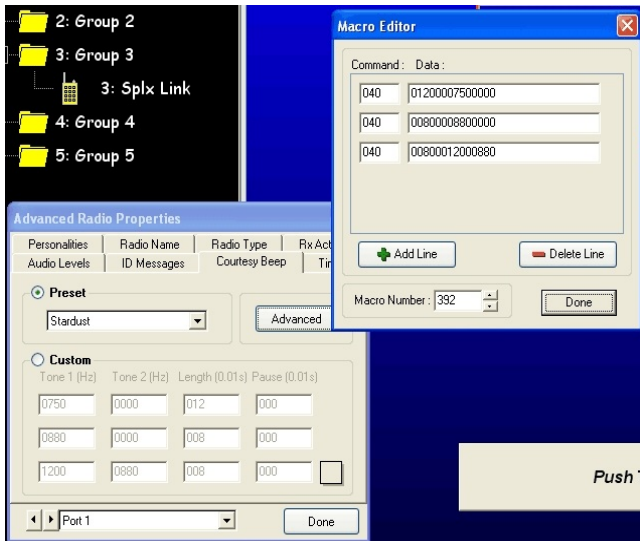 2: Group 2
3: Group 3
3: Splx Link
4: Group 4
5: Group 5
Macro Editor
Command: Data:
040 01200007500000
040 00800008800000
040 00800012000880
Add Line Delete Line
Macro Number: 392 Done
Advanced Radio Properties
Personalities Radio Name Radio Type
Audio Levels ID Messages Courtesy Beep
Preset
Stardust Advanced
Custom
Tone 1 (Hz) Tone 2 (Hz) Length (0.01s) Pause (0.01s)
0750 0000 012 000
0880 0000 008 000
1200 0880 008 000
Port 1 Done
Push